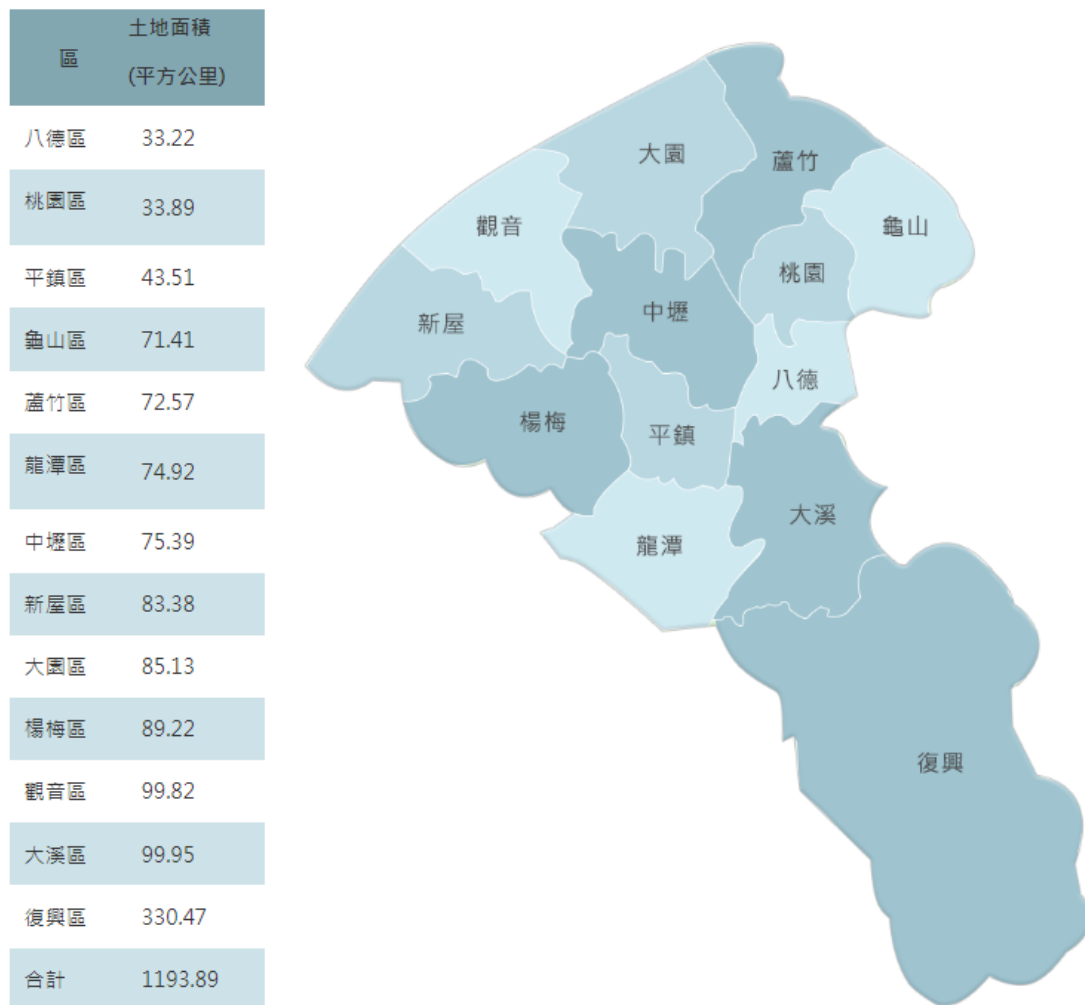 區 土地面積
(平方公里)
八德區 33.22
桃園區 33.89
平鎮區 43.51
龜山區 71.41
蘆竹區 72.57
龍潭區 74.92
中壢區 75.39
新屋區 83.38
大園區 85.13
楊梅區 89.22
觀音區 99.82
大溪區 99.95
復興區 330.47
合計 1193.89
大園
蘆竹
觀音
龜山
桃園
新屋
中壢
八德
楊梅
平鎮
大溪
龍潭
復興